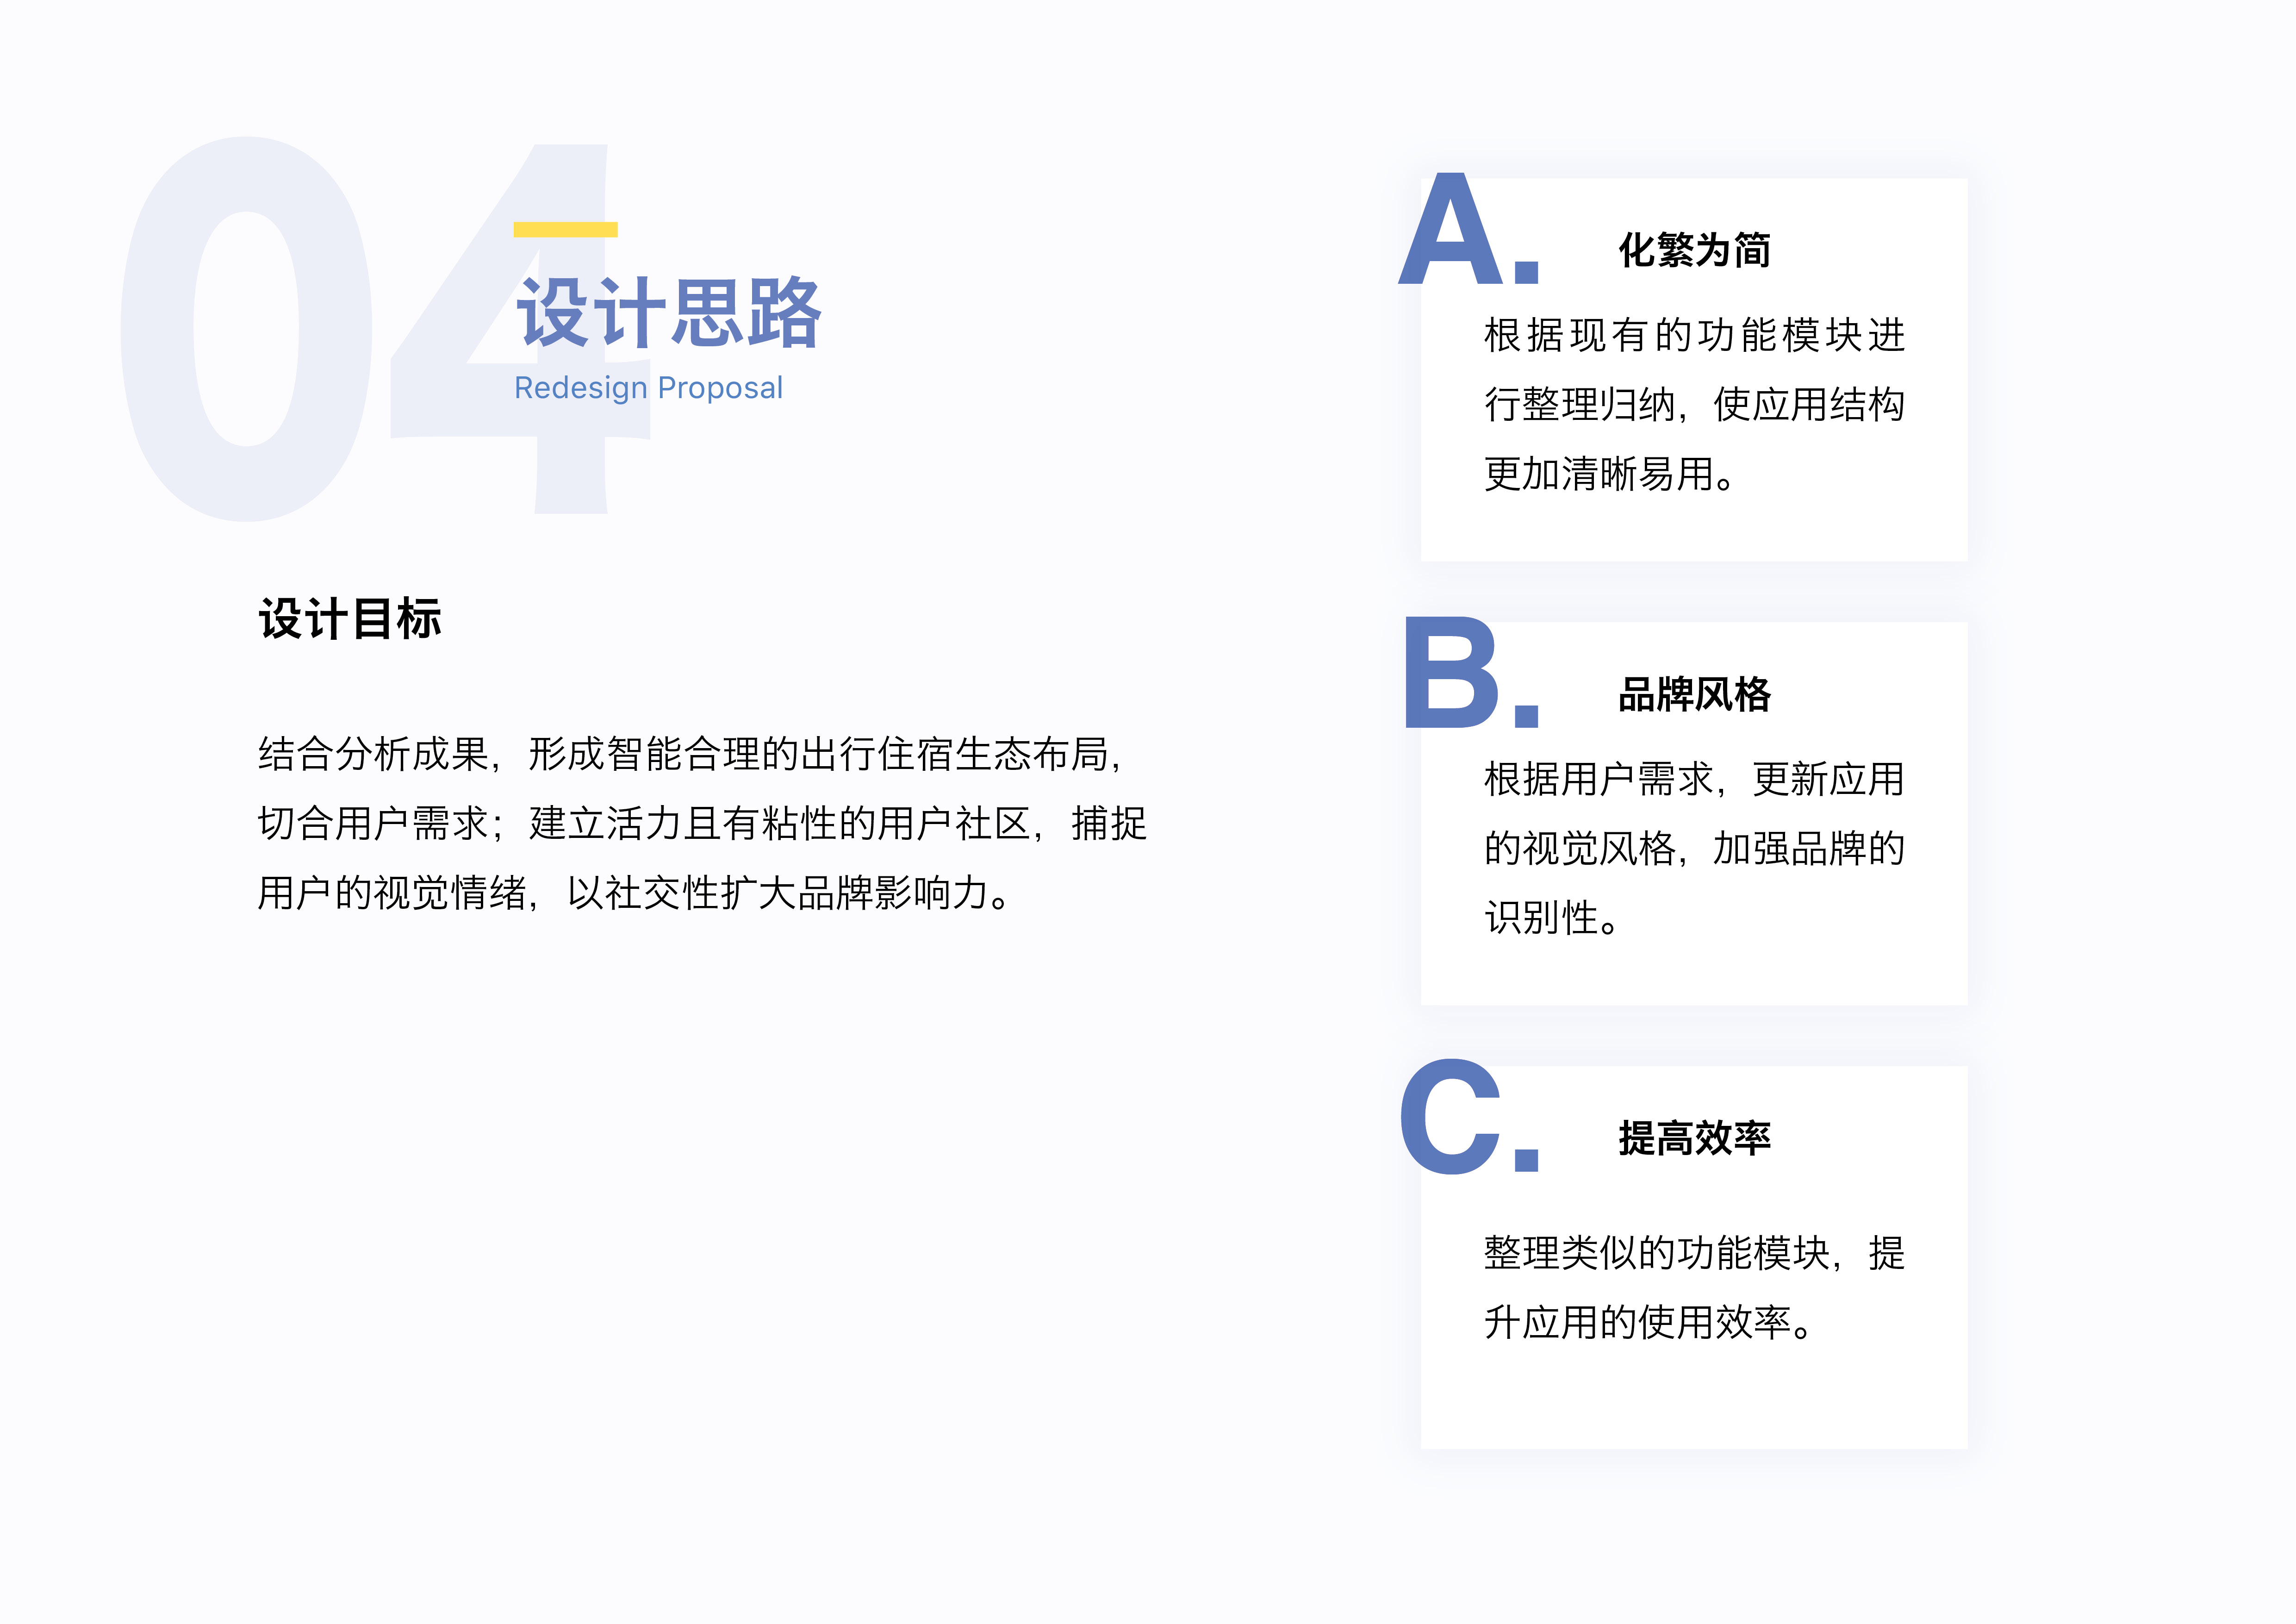 04
设计思路
Redesign Proposal
设计目标
结合分析成果，形成智能合理的出行住宿生态布局，
切合用户需求；建立活力且有粘性的用户社区，捕捉
用户的视觉情绪，以社交性扩大品牌影响力。
A.
化繁为简
根据现有的功能模块进
行整理归纳，使应用结构
更加清晰易用。
B.
品牌风格
根据用户需求，更新应用
的视觉风格，加强品牌的
识别性。
C.
提高效率
整理类似的功能模块，提
升应用的使用效率。